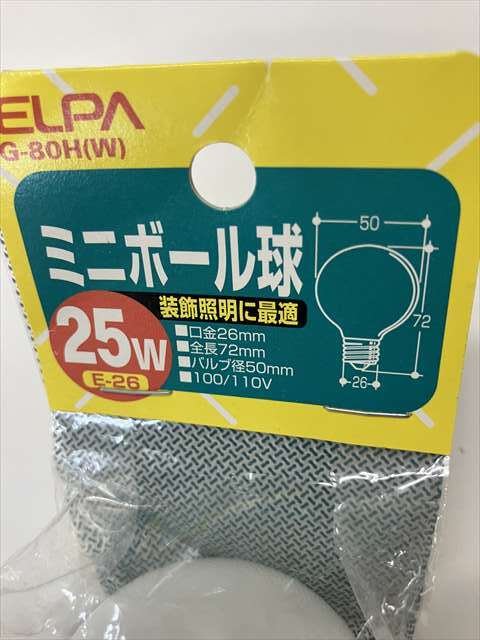 ELPA
G-80H(W)
ミニボール球
装飾照明に最適
25W
E-26
■口金26mm
■全長72mm
■バルブ径50mm
■100/110V
50
72
26